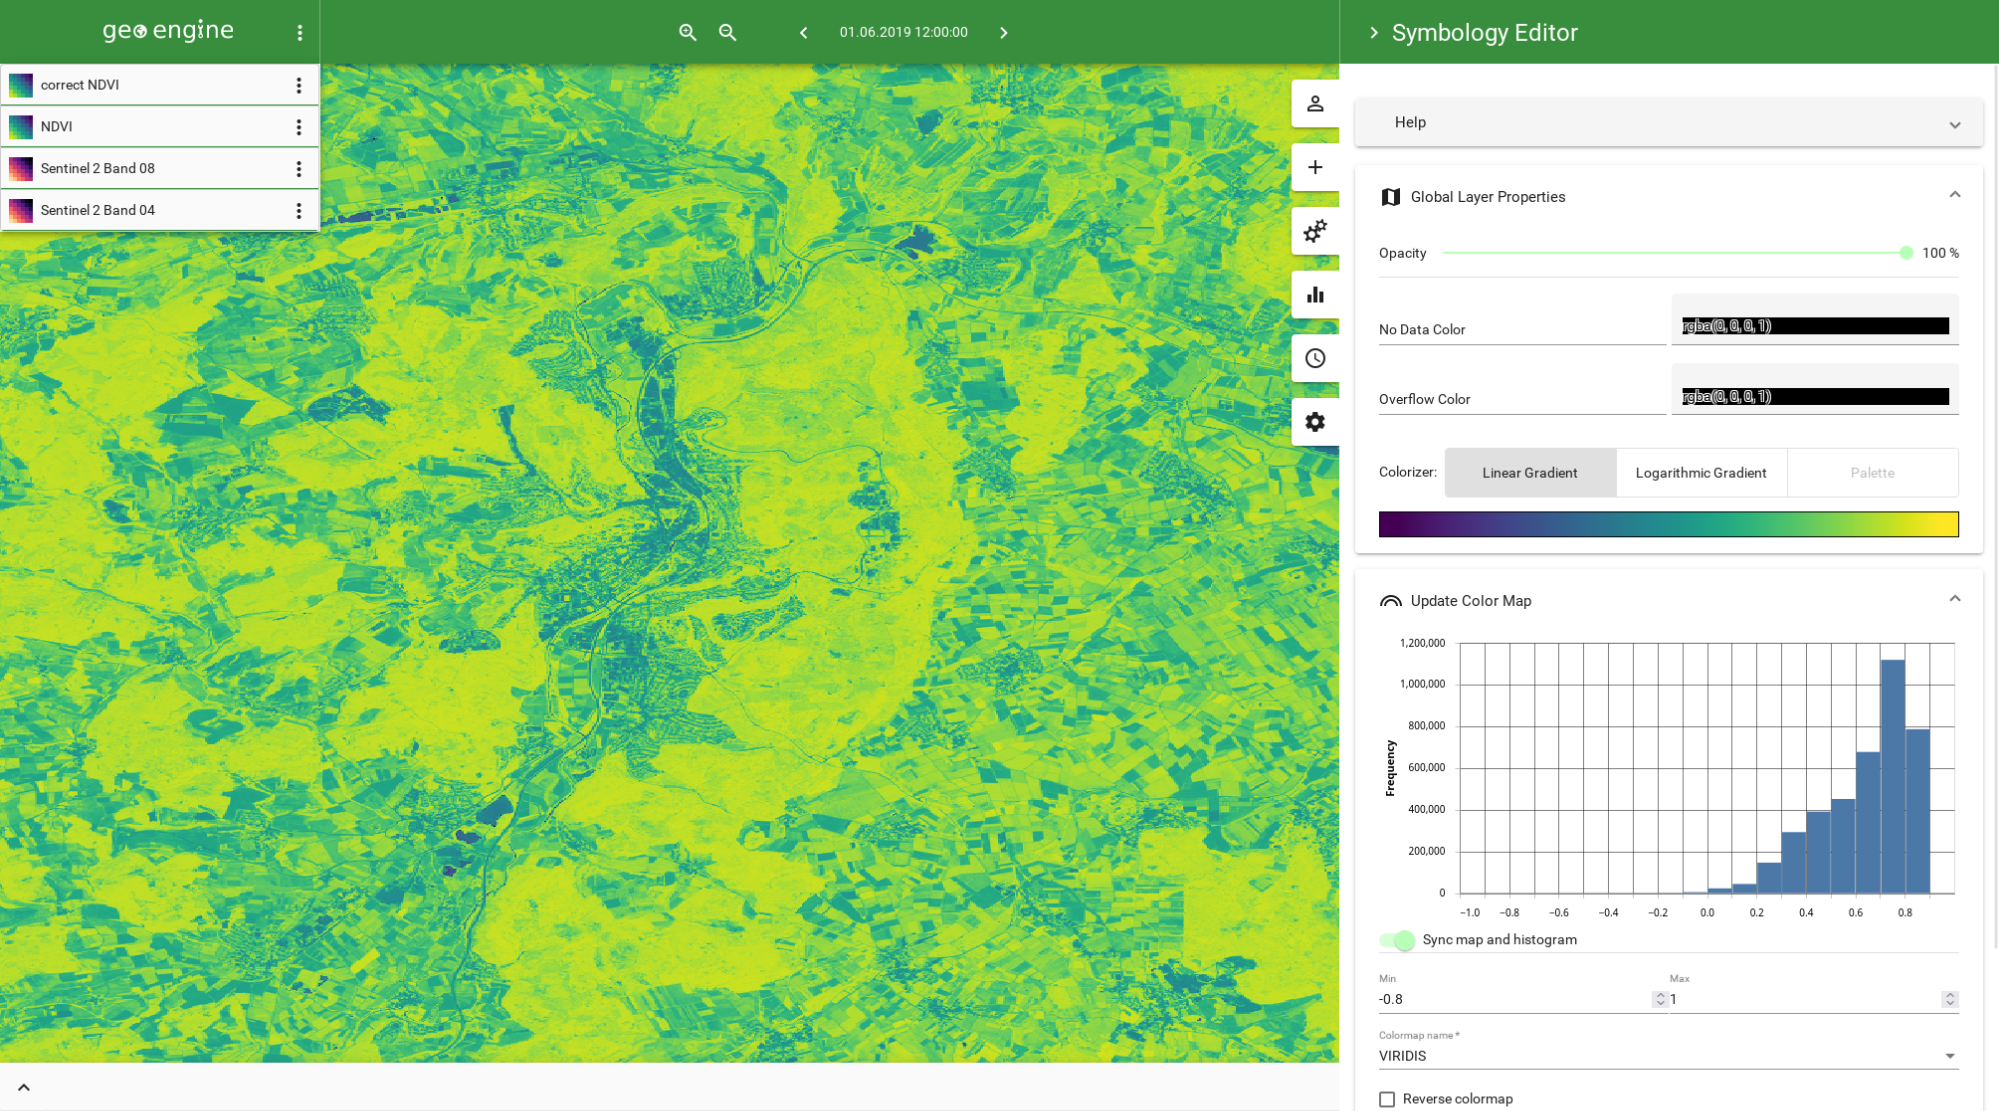 geo engine
01.06.2019 12:00:00
Symbology Editor
correct NDVI
NDVI
Sentinel 2 Band 08
Sentinel 2 Band 04
Help
Global Layer Properties
Opacity 100 %
No Data Color rgba(0, 0, 0, 1)
Overflow Color rgba(0, 0, 0, 1)
Colorizer: Linear Gradient Logarithmic Gradient Palette
Update Color Map
1,200,000
1,000,000
800,000
600,000
400,000
200,000
0
Frequency
−1.0 −0.8 −0.6 −0.4 −0.2 0.0 0.2 0.4 0.6 0.8
Sync map and histogram
Min Max
-0.8 1
Colormap name *
VIRIDIS
Reverse colormap